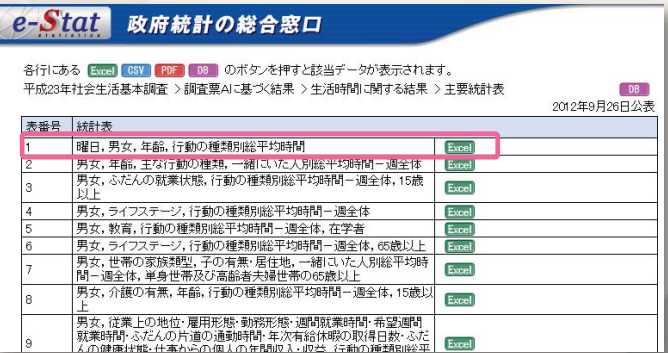 e-Stat 政府統計の総合窓口
statistics
各行にある Excel CSV PDF DB のボタンを押すと該当データが表示されます。
平成23年社会生活基本調査 > 調査票Aに基づく結果 > 生活時間に関する結果 > 主要統計表 DB
2012年9月26日公表
表番号 統計表
1 曜日,男女,年齢,行動の種類別総平均時間 Excel
2 男女,年齢,主な行動の種類,一緒にいた人別総平均時間-週全体 Excel
3 男女,ふだんの就業状態,行動の種類別総平均時間-週全体,15歳
以上 Excel
4 男女,ライフステージ,行動の種類別総平均時間-週全体 Excel
5 男女,教育,行動の種類別総平均時間-週全体,在学者 Excel
6 男女,ライフステージ,行動の種類別総平均時間-週全体,65歳以上 Excel
7 男女,世帯の家族類型,子の有無・居住地,一緒にいた人別総平均時
間-週全体,単身世帯及び高齢者夫婦世帯の65歳以上 Excel
8 男女,介護の有無,年齢,行動の種類別総平均時間-週全体,15歳以
上 Excel
9 男女,従業上の地位・雇用形態・勤務形態・週間就業時間・希望週間
就業時間・ふだんの片道の通勤時間・年次有給休暇の取得日数・ふだ
んの健康状態・仕事からの個人の年間収入・収益,行動の種類別総平 Excel